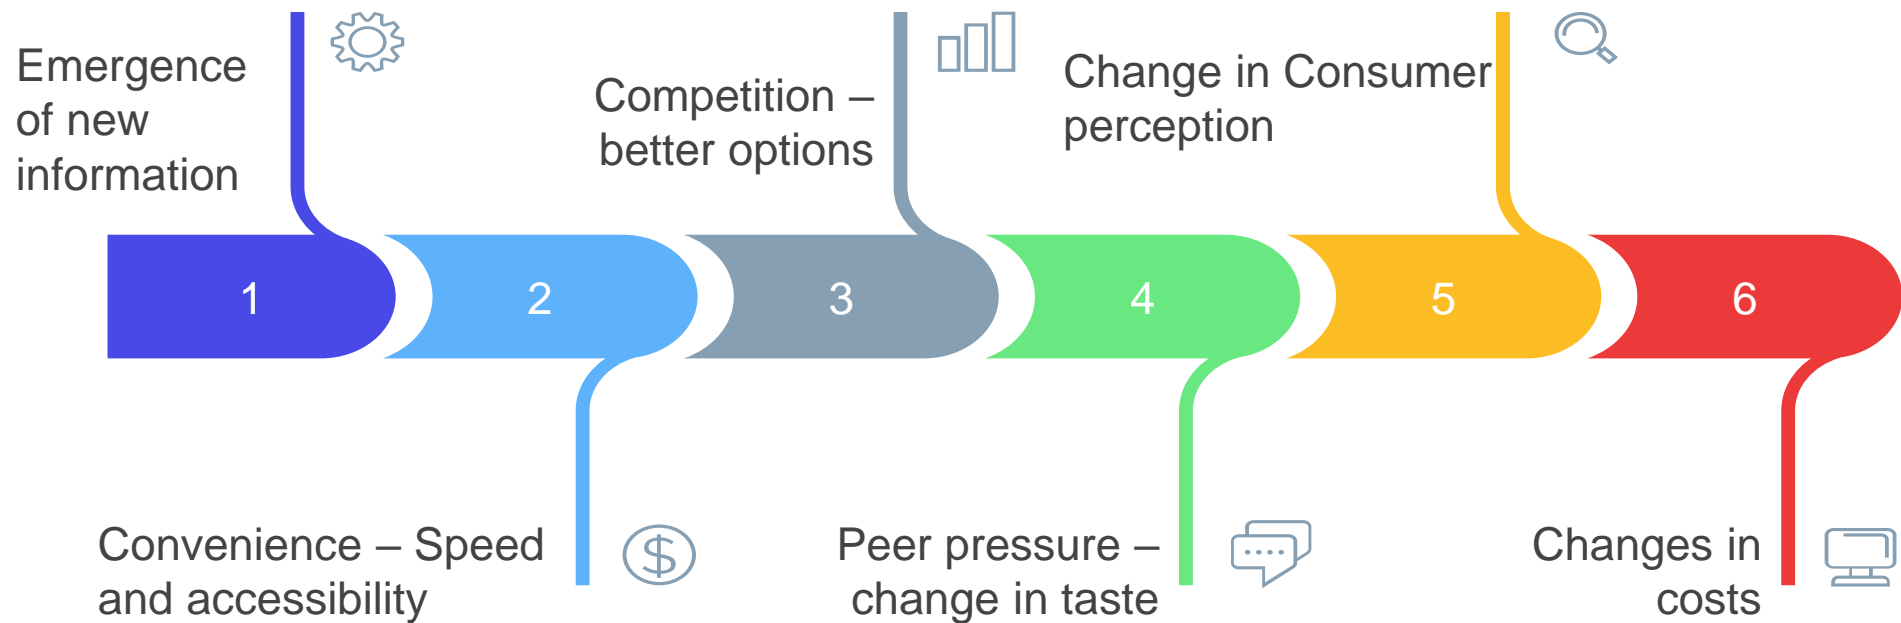 Emergence
of new
information
Competition –
better options
Change in Consumer
perception
1
2
3
4
5
6
Convenience – Speed
and accessibility
$
Peer pressure –
change in taste
Changes in
costs